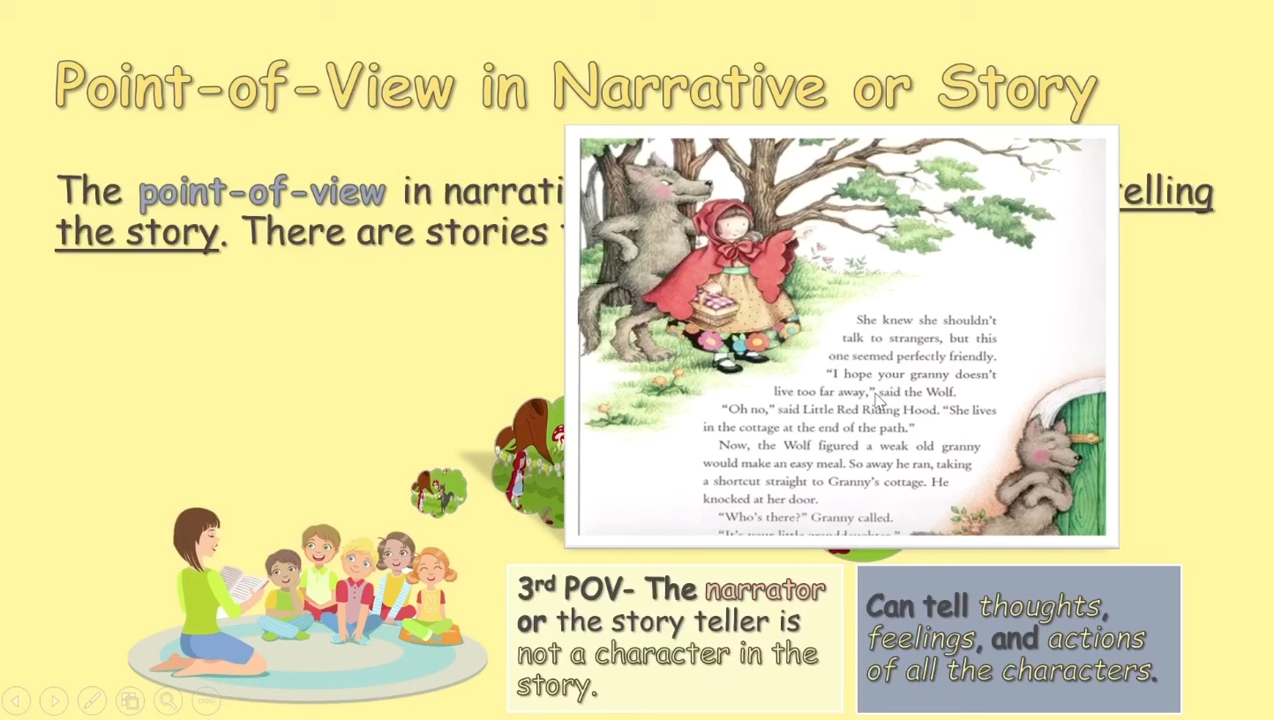 Point-of-View in Narrative or Story
The point-of-view in narrati
elling
the story. There are stories
She knew she shouldn't
talk to strangers, but this
one seemed perfectly friendly.
"I hope your granny doesn't
live too far away," said the Wolf.
"Oh no," said Little Red Riding Hood. "She lives
in the cottage at the end of the path."
Now, the Wolf figured a weak old granny
would make an easy meal. So away he ran, taking
a shortcut straight to Granny's cottage. He
knocked at her door.
"Who's there?" Granny called.
"It's your little granddaughter,"
3rd POV- The narrator
or the story teller is
not a character in the
story.
Can tell thoughts,
feelings, and actions
of all the characters.